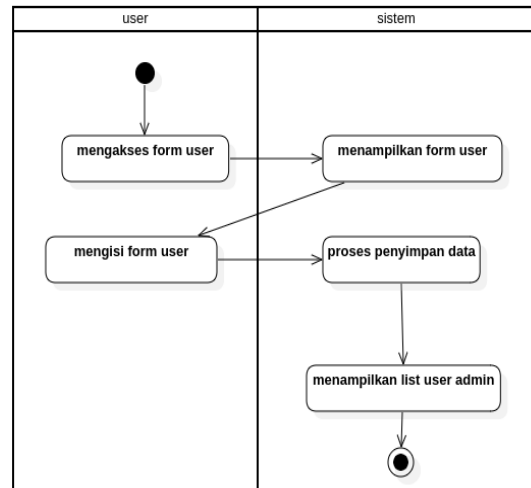 user
sistem
mengakses form user
menampilkan form user
mengisi form user
proses penyimpan data
menampilkan list user admin